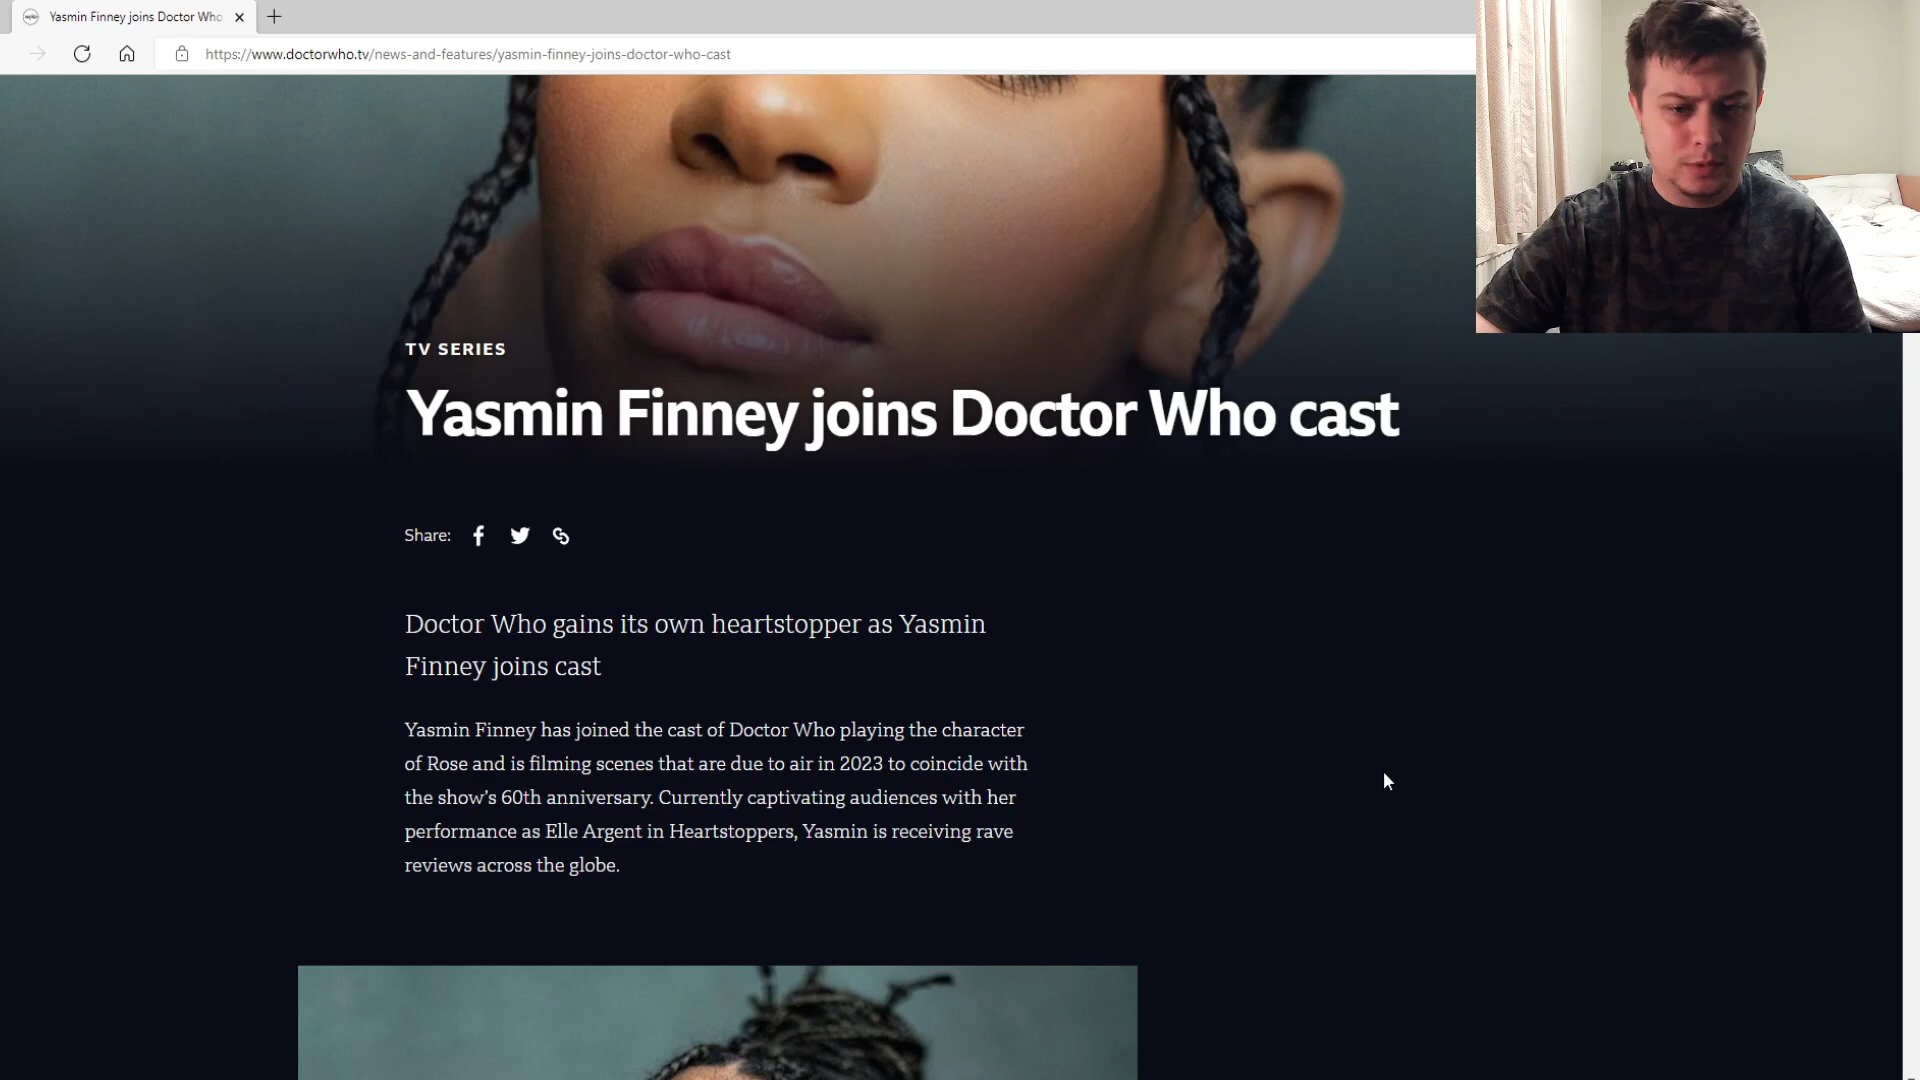 Yasmin Finney joins Doctor Who
https://www.doctorwho.tv/news-and-features/yasmin-finney-joins-doctor-who-cast
TV SERIES
Yasmin Finney joins Doctor Who cast
Share:
Doctor Who gains its own heartstopper as Yasmin
Finney joins cast
Yasmin Finney has joined the cast of Doctor Who playing the character
of Rose and is filming scenes that are due to air in 2023 to coincide with
the show's 60th anniversary. Currently captivating audiences with her
performance as Elle Argent in Heartstoppers, Yasmin is receiving rave
reviews across the globe.